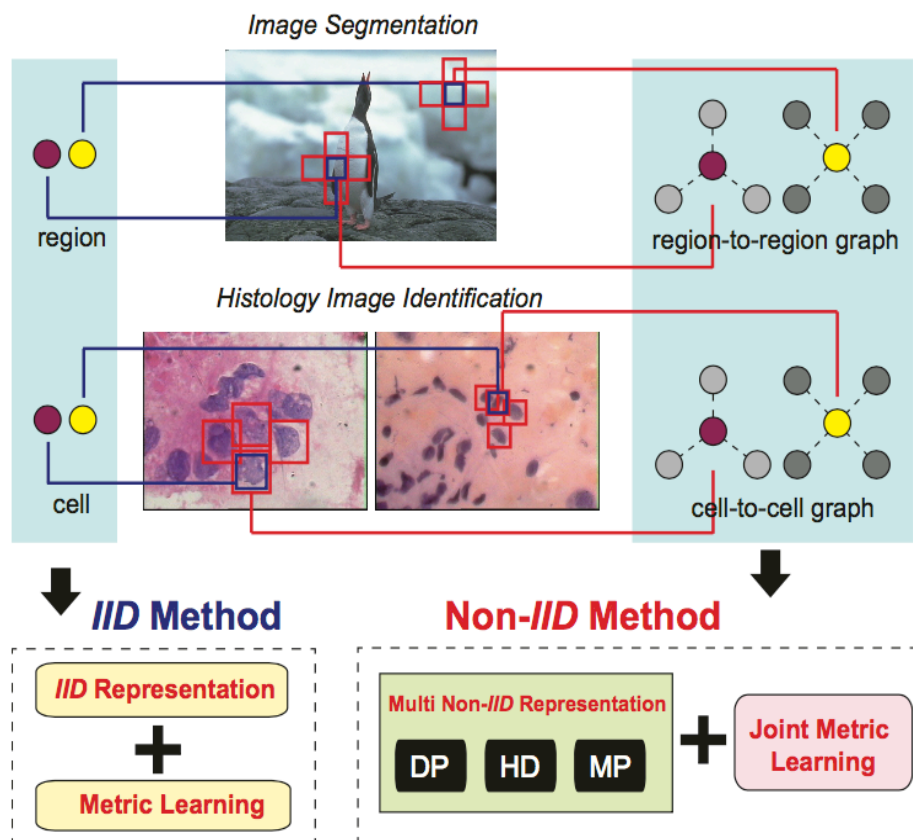 Image Segmentation
region
region-to-region graph
Histology Image Identification
cell
cell-to-cell graph
IID Method
Non-IID Method
IID Representation
Metric Learning
Multi Non-IID Representation
DP HD MP
Joint Metric
Learning